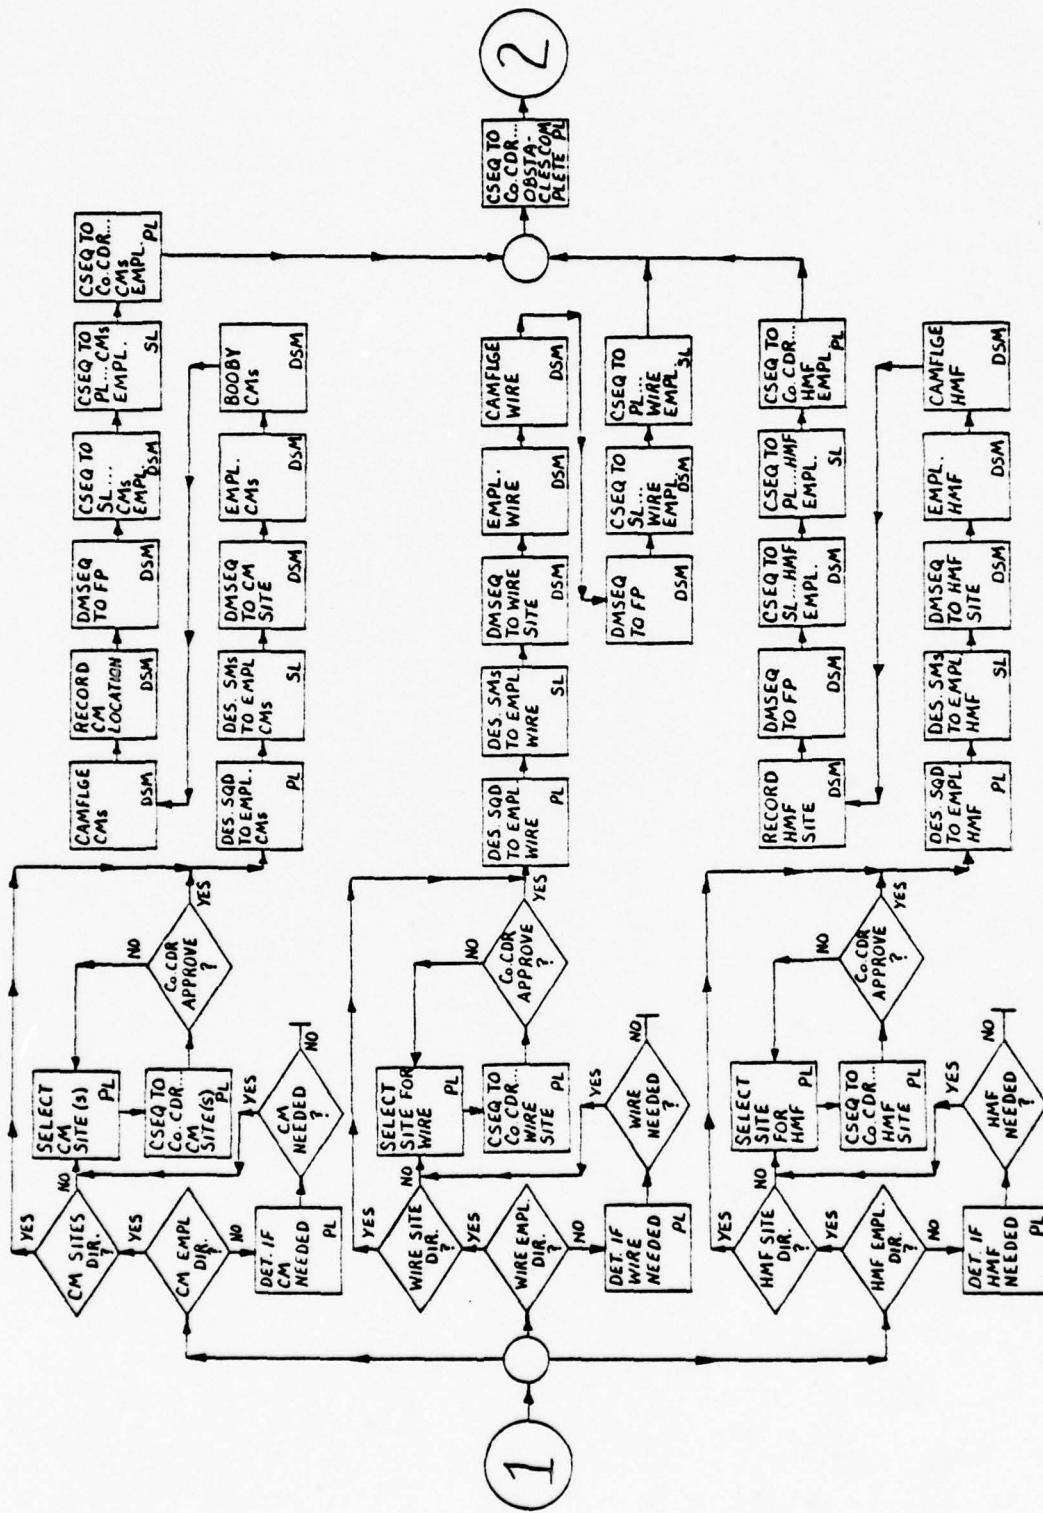 1
CM SITES
DIR.
?
YES
NO
CM EMPL
DIR.
?
YES
NO
DET. IF
CM
NEEDED
PL
CM
NEEDED
?
YES
NO
SELECT
CM
SITE(s)
PL
CSEQ TO
Co.CDR...
CM
SITE(S)
PL
Co.CDR
APPROVE
?
NO
YES
DES. SQD
TO EMPL.
CMs
PL
DES. SMs
TO EMPL
CMs
SL
DMSEQ
TO CM
SITE
DSM
EMPL.
CMs
DSM
BOOBY
CMs
DSM
CAMFLGE
CMs
DSM
RECORD
CM
LOCATION
DSM
DMSEQ
TO FP
DSM
CSEQ TO
SL...
CMs
EMPL.
DSM
CSEQ TO
PL...CMs
EMPL.
SL
CSEQ TO
Co.CDR...
CMs
EMPL.
PL
WIRE SITE
DIR.
?
YES
NO
WIRE EMPL.
DIR.
?
YES
NO
DET. IF
WIRE
NEEDED
PL
WIRE
NEEDED
?
YES
NO
SELECT
SITE FOR
WIRE
PL
CSEQ TO
Co.CDR...
WIRE
SITE
PL
Co.CDR
APPROVE
?
NO
YES
DES. SQD
TO EMPL.
WIRE
PL
DES. SMs
TO EMPL.
WIRE
SL
DMSEQ
TO WIRE
SITE
DSM
EMPL.
WIRE
DSM
CAMFLGE
WIRE
DSM
DMSEQ
TO FP
DSM
CSEQ TO
SL...
WIRE
EMPL.
DSM
CSEQ TO
PL...
WIRE
EMPL.
SL
HMF SITE
DIR.
?
YES
NO
HMF EMPL.
DIR.
?
YES
NO
DET. IF
HMF
NEEDED
PL
HMF
NEEDED
?
YES
NO
SELECT
SITE
FOR
HMF
PL
CSEQ TO
Co.CDR...
HMF
SITE
PL
Co.CDR
APPROVE
?
NO
YES
DES. SQD
TO EMPL.
HMF
PL
DES. SMs
TO EMPL
HMF
SL
DMSEQ
TO HMF
SITE
DSM
EMPL.
HMF
DSM
CAMFLGE
HMF
DSM
RECORD
HMF
SITE
DSM
DMSEQ
TO FP
DSM
CSEQ TO
SL...HMF
EMPL.
DSM
CSEQ TO
PL...HMF
EMPL.
SL
CSEQ TO
Co.CDR...
HMF
EMPL
PL
CSEQ TO
Co.CDR...
OBSTA-
CLES COM
PLETE PL
2